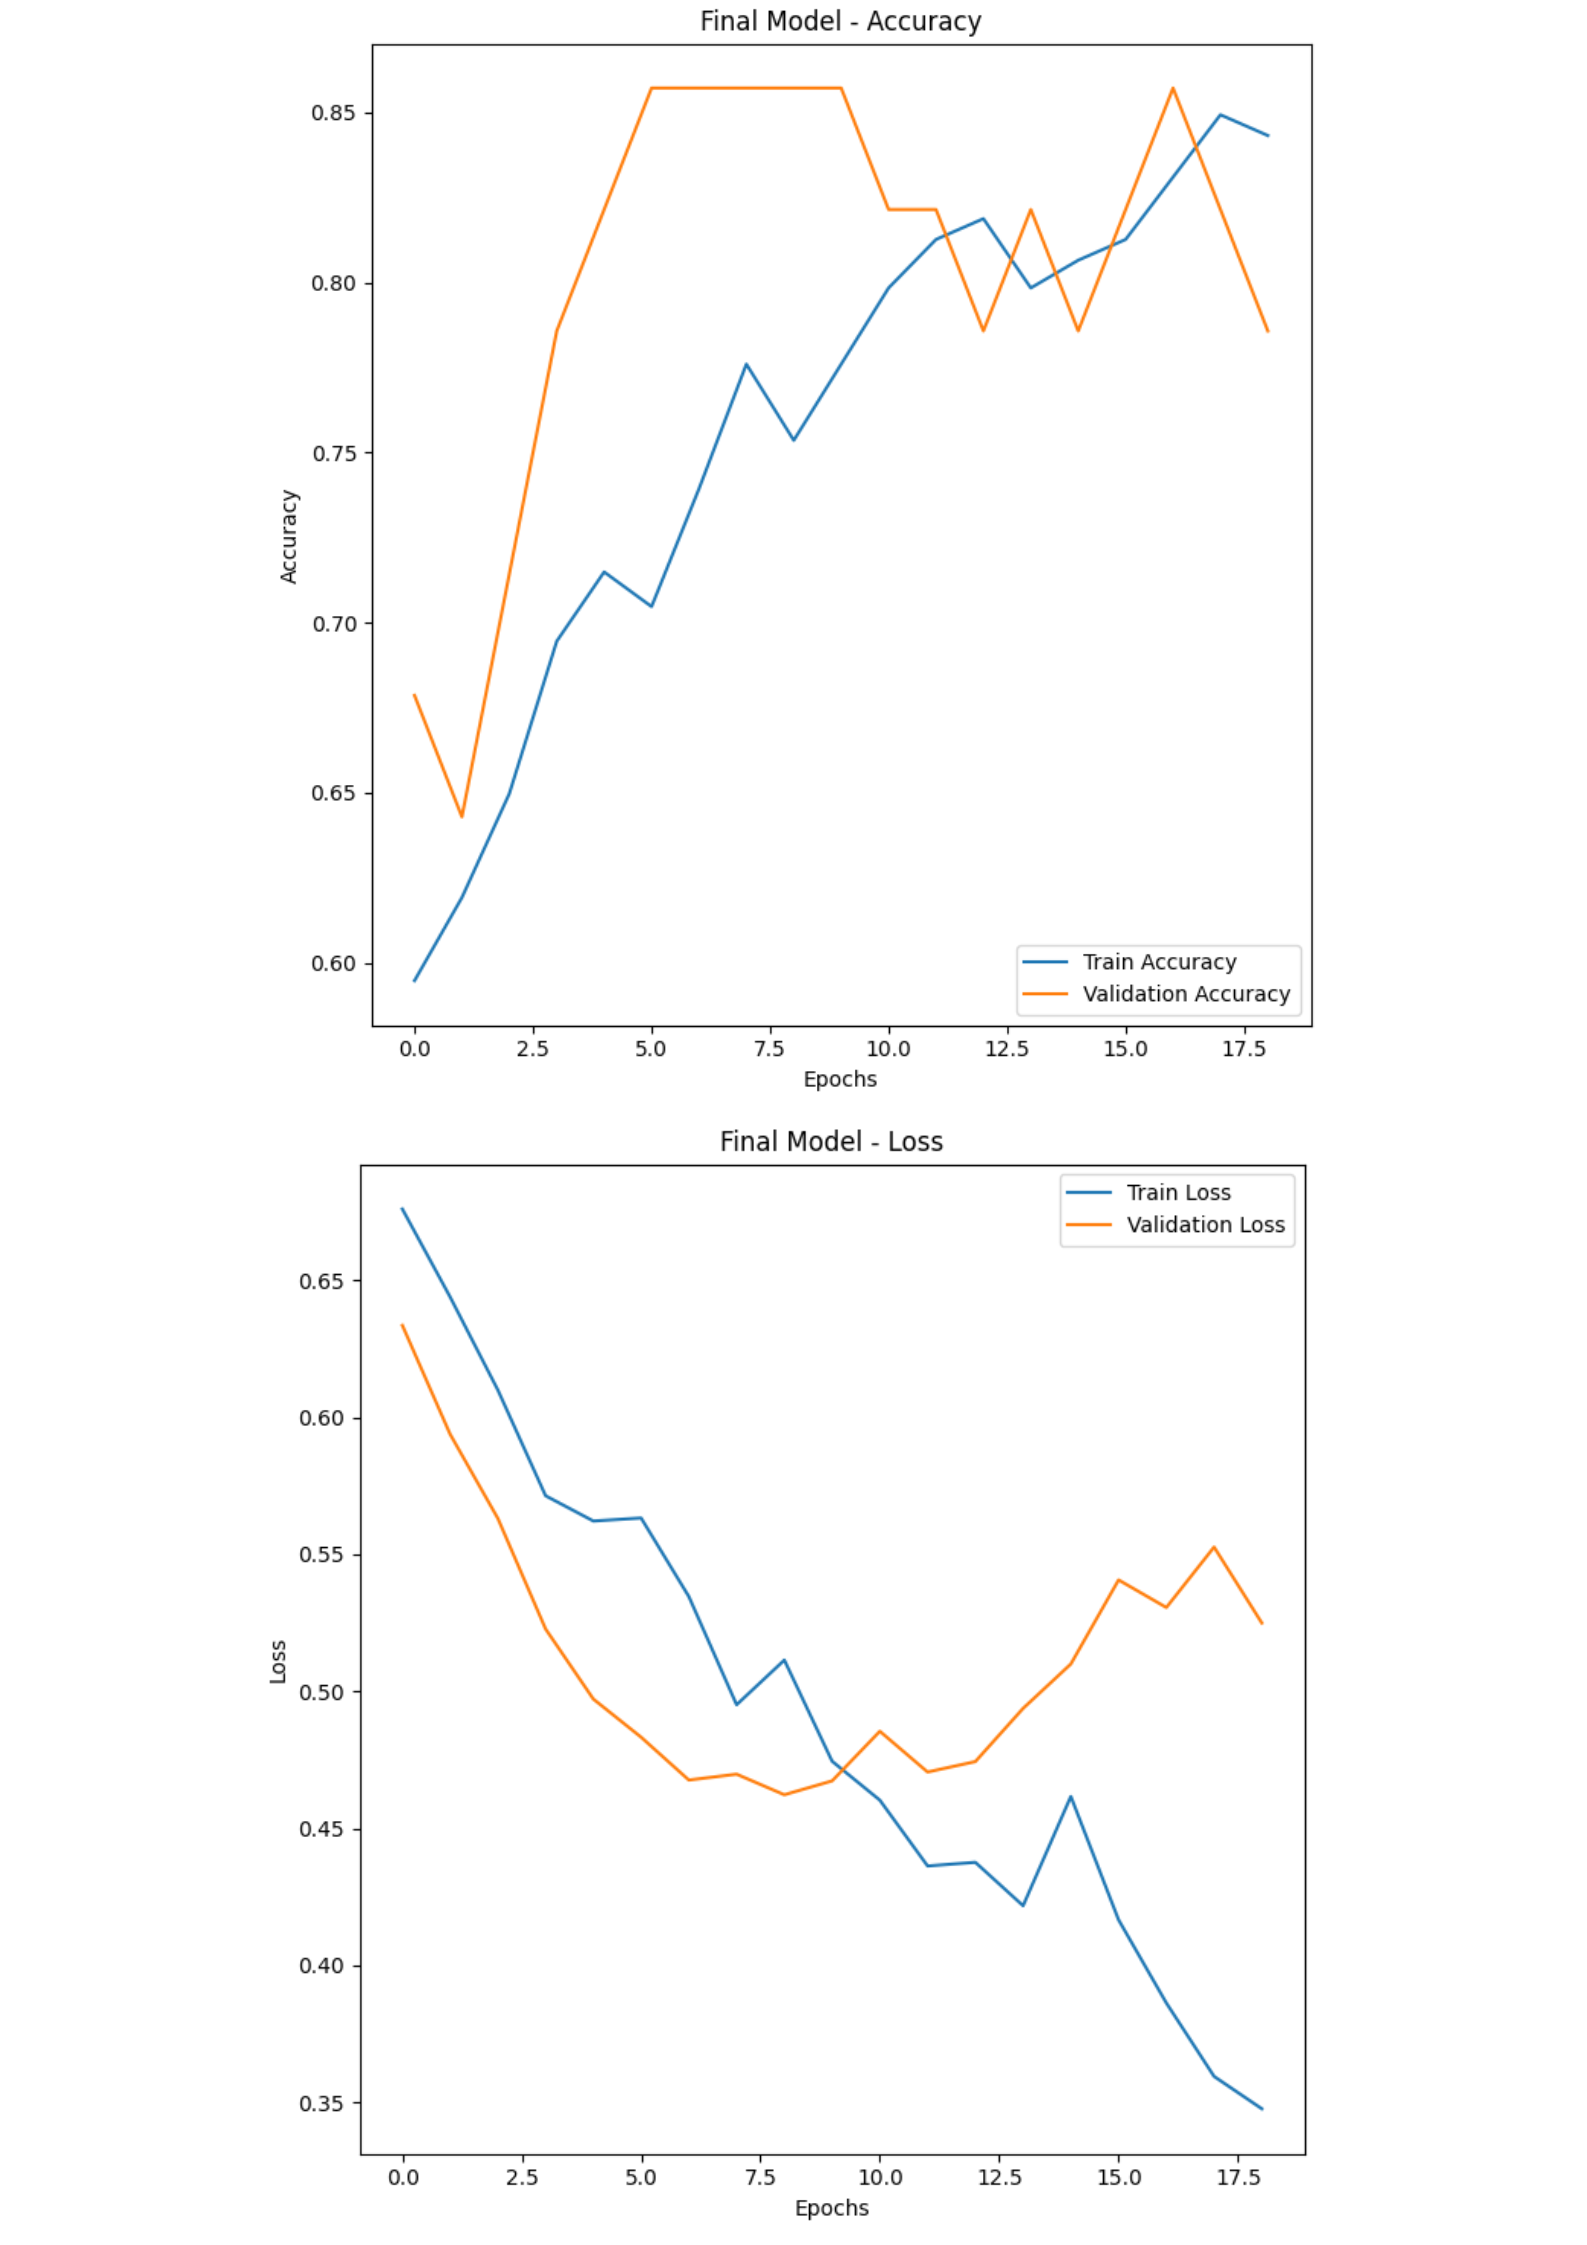 Final Model - Accuracy
0.85
0.80
0.75
0.70
0.65
0.60
Accuracy
Train Accuracy
Validation Accuracy
0.0 2.5 5.0 7.5 10.0 12.5 15.0 17.5
Epochs
Final Model - Loss
Train Loss
Validation Loss
0.65
0.60
0.55
0.50
0.45
0.40
0.35
Loss
0.0 2.5 5.0 7.5 10.0 12.5 15.0 17.5
Epochs